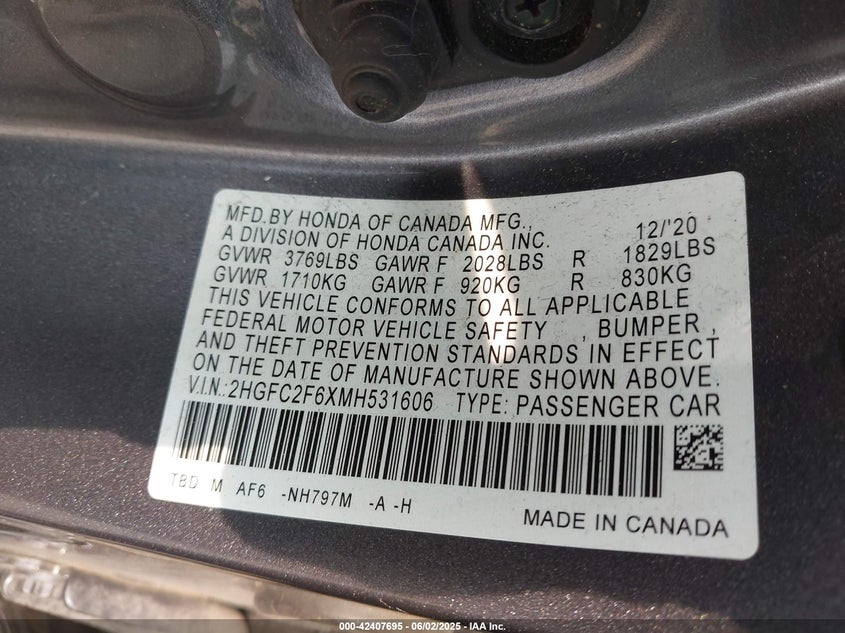 MFD.BY HONDA OF CANADA MFG., 12/'20
A DIVISION OF HONDA CANADA INC.
GVWR 3769LBS GAWR F 2028LBS R 1829LBS
GVWR 1710KG GAWR F 920KG R 830KG
THIS VEHICLE CONFORMS TO ALL APPLICABLE
FEDERAL MOTOR VEHICLE SAFETY , BUMPER ,
AND THEFT PREVENTION STANDARDS IN EFFECT
ON THE DATE OF MANUFACTURE SHOWN ABOVE.
V.I.N.:2HGFC2F6XMH531606 TYPE: PASSENGER CAR
TBD M AF6 -NH797M -A -H
MADE IN CANADA
000-42407695 - 06/02/2025 - IAA Inc.